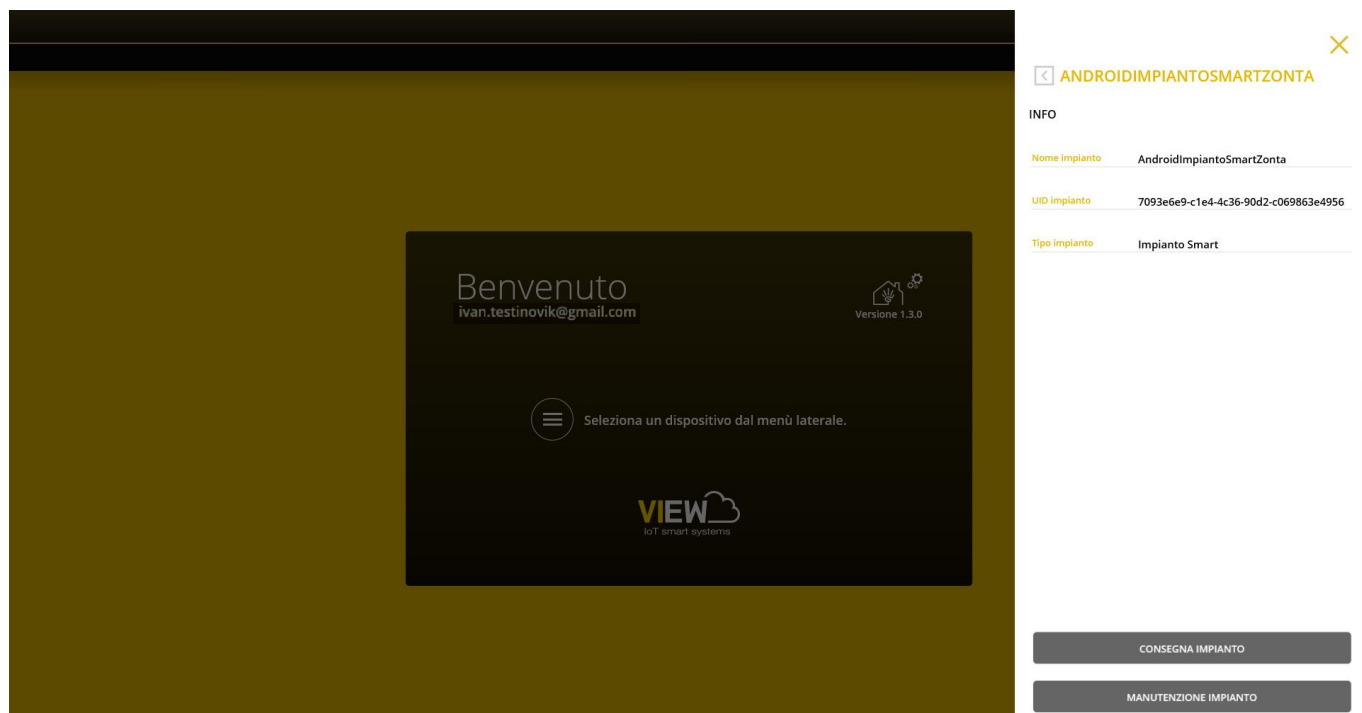 Benvenuto
ivan.testinovik@gmail.com
Versione 1.3.0
Seleziona un dispositivo dal menù laterale.
VIEW
IoT smart systems
ANDROIDIMPIANTOSMARTZONTA
INFO
Nome impianto AndroidImpiantoSmartZonta
UID impianto 7093e6e9-c1e4-4c36-90d2-c069863e4956
Tipo impianto Impianto Smart
CONSEGNA IMPIANTO
MANUTENZIONE IMPIANTO